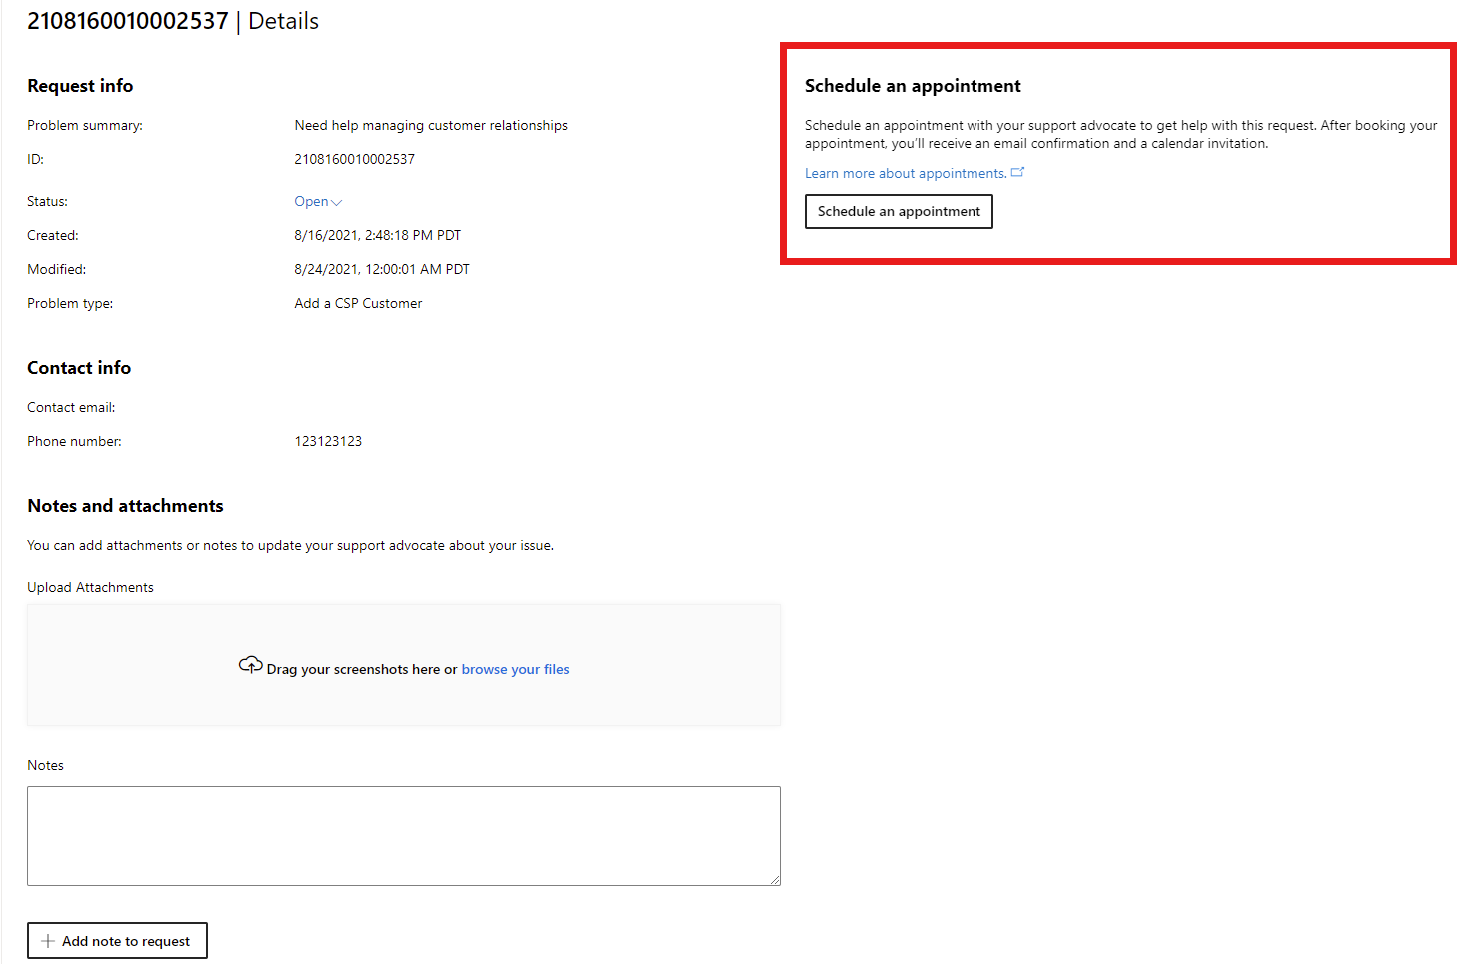 2108160010002537 | Details
Request info
Problem summary: Need help managing customer relationships
ID: 2108160010002537
Status: Open
Created: 8/16/2021, 2:48:18 PM PDT
Modified: 8/24/2021, 12:00:01 AM PDT
Problem type: Add a CSP Customer
Contact info
Contact email:
Phone number: 123123123
Notes and attachments
You can add attachments or notes to update your support advocate about your issue.
Upload Attachments
Drag your screenshots here or browse your files
Notes
Add note to request
Schedule an appointment
Schedule an appointment with your support advocate to get help with this request. After booking your
appointment, you'll receive an email confirmation and a calendar invitation.
Learn more about appointments.
Schedule an appointment